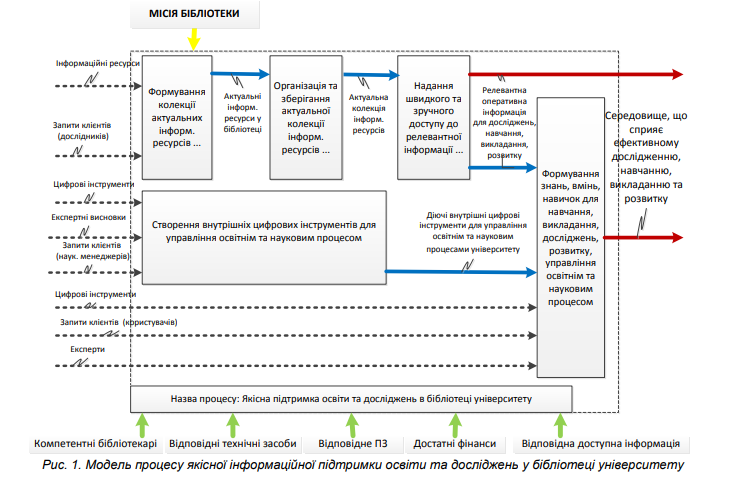 МІСІЯ БІБЛІОТЕКИ
Інформаційні ресурси
Запити клієнтів
(дослідників)
Цифрові інструменти
Експертні висновки
Запити клієнтів
(наук. менеджерів)
Цифрові інструменти
Запити клієнтів (користувачів)
Експерти
Формування
колекції
актуальних
інформ.
ресурсів ...
Актуальні
інформ.
ресурси у
бібліотеці
Організація та
зберігання
актуальної
колекції
інформ.
ресурсів ...
Актуальна
колекція
інформ.
ресурсів
Надання
швидкого та
зручного
доступу до
релевантної
інформації ...
Релевантна
оперативна
інформація
для досліджень,
навчання,
викладання,
розвитку
Середовище, що
сприяє
ефективному
дослідженню,
навчанню,
викладанню та
розвитку
Створення внутрішніх цифрових інструментів для
управління освітнім та науковим процесом
Діючі внутрішні цифрові
інструменти для управління
освітнім та науковим
процесами університету
Формування
знань, вмінь,
навичок для
навчання,
викладання,
досліджень,
розвитку,
управління
освітнім та
науковим
процесом
Назва процесу: Якісна підтримка освіти та досліджень в бібліотеці університету
Компетентні бібліотекарі
Відповідні технічні засоби
Відповідне ПЗ
Достатні фінанси
Відповідна доступна інформація
Рис. 1. Модель процесу якісної інформаційної підтримки освіти та досліджень у бібліотеці університету